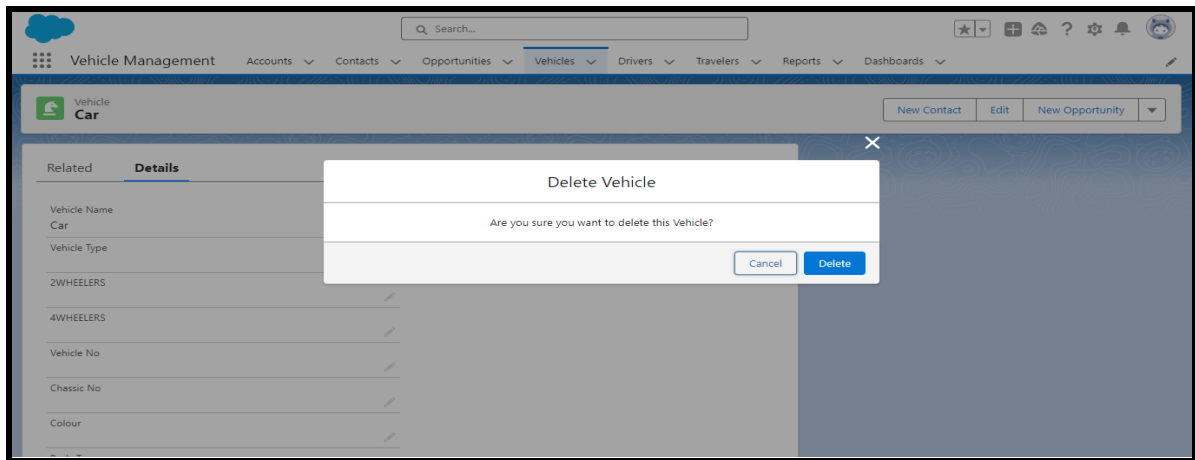 Search...
Vehicle Management Accounts Contacts Opportunities Vehicles Drivers Travelers Reports Dashboards
Vehicle
Car
New Contact Edit New Opportunity
Related Details
Delete Vehicle
Are you sure you want to delete this Vehicle?
Cancel Delete
Vehicle Name
Car
Vehicle Type
2WHEELERS
4WHEELERS
Vehicle No
Chassic No
Colour